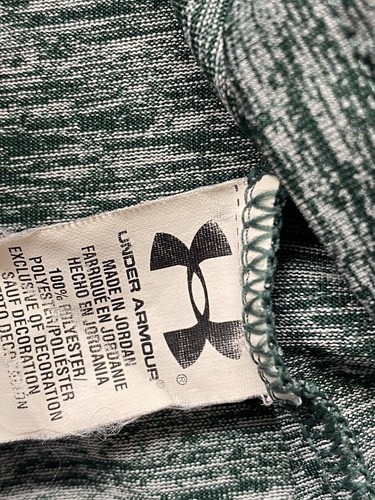 UNDER ARMOUR®
MADE IN JORDAN
FABRIQUÉ EN JORDANIE
HECHO EN JORDANIA
100% POLYESTER/
POLYESTER/POLIESTER
EXCLUSIVE OF DECORATION
SAUF DÉCORATION